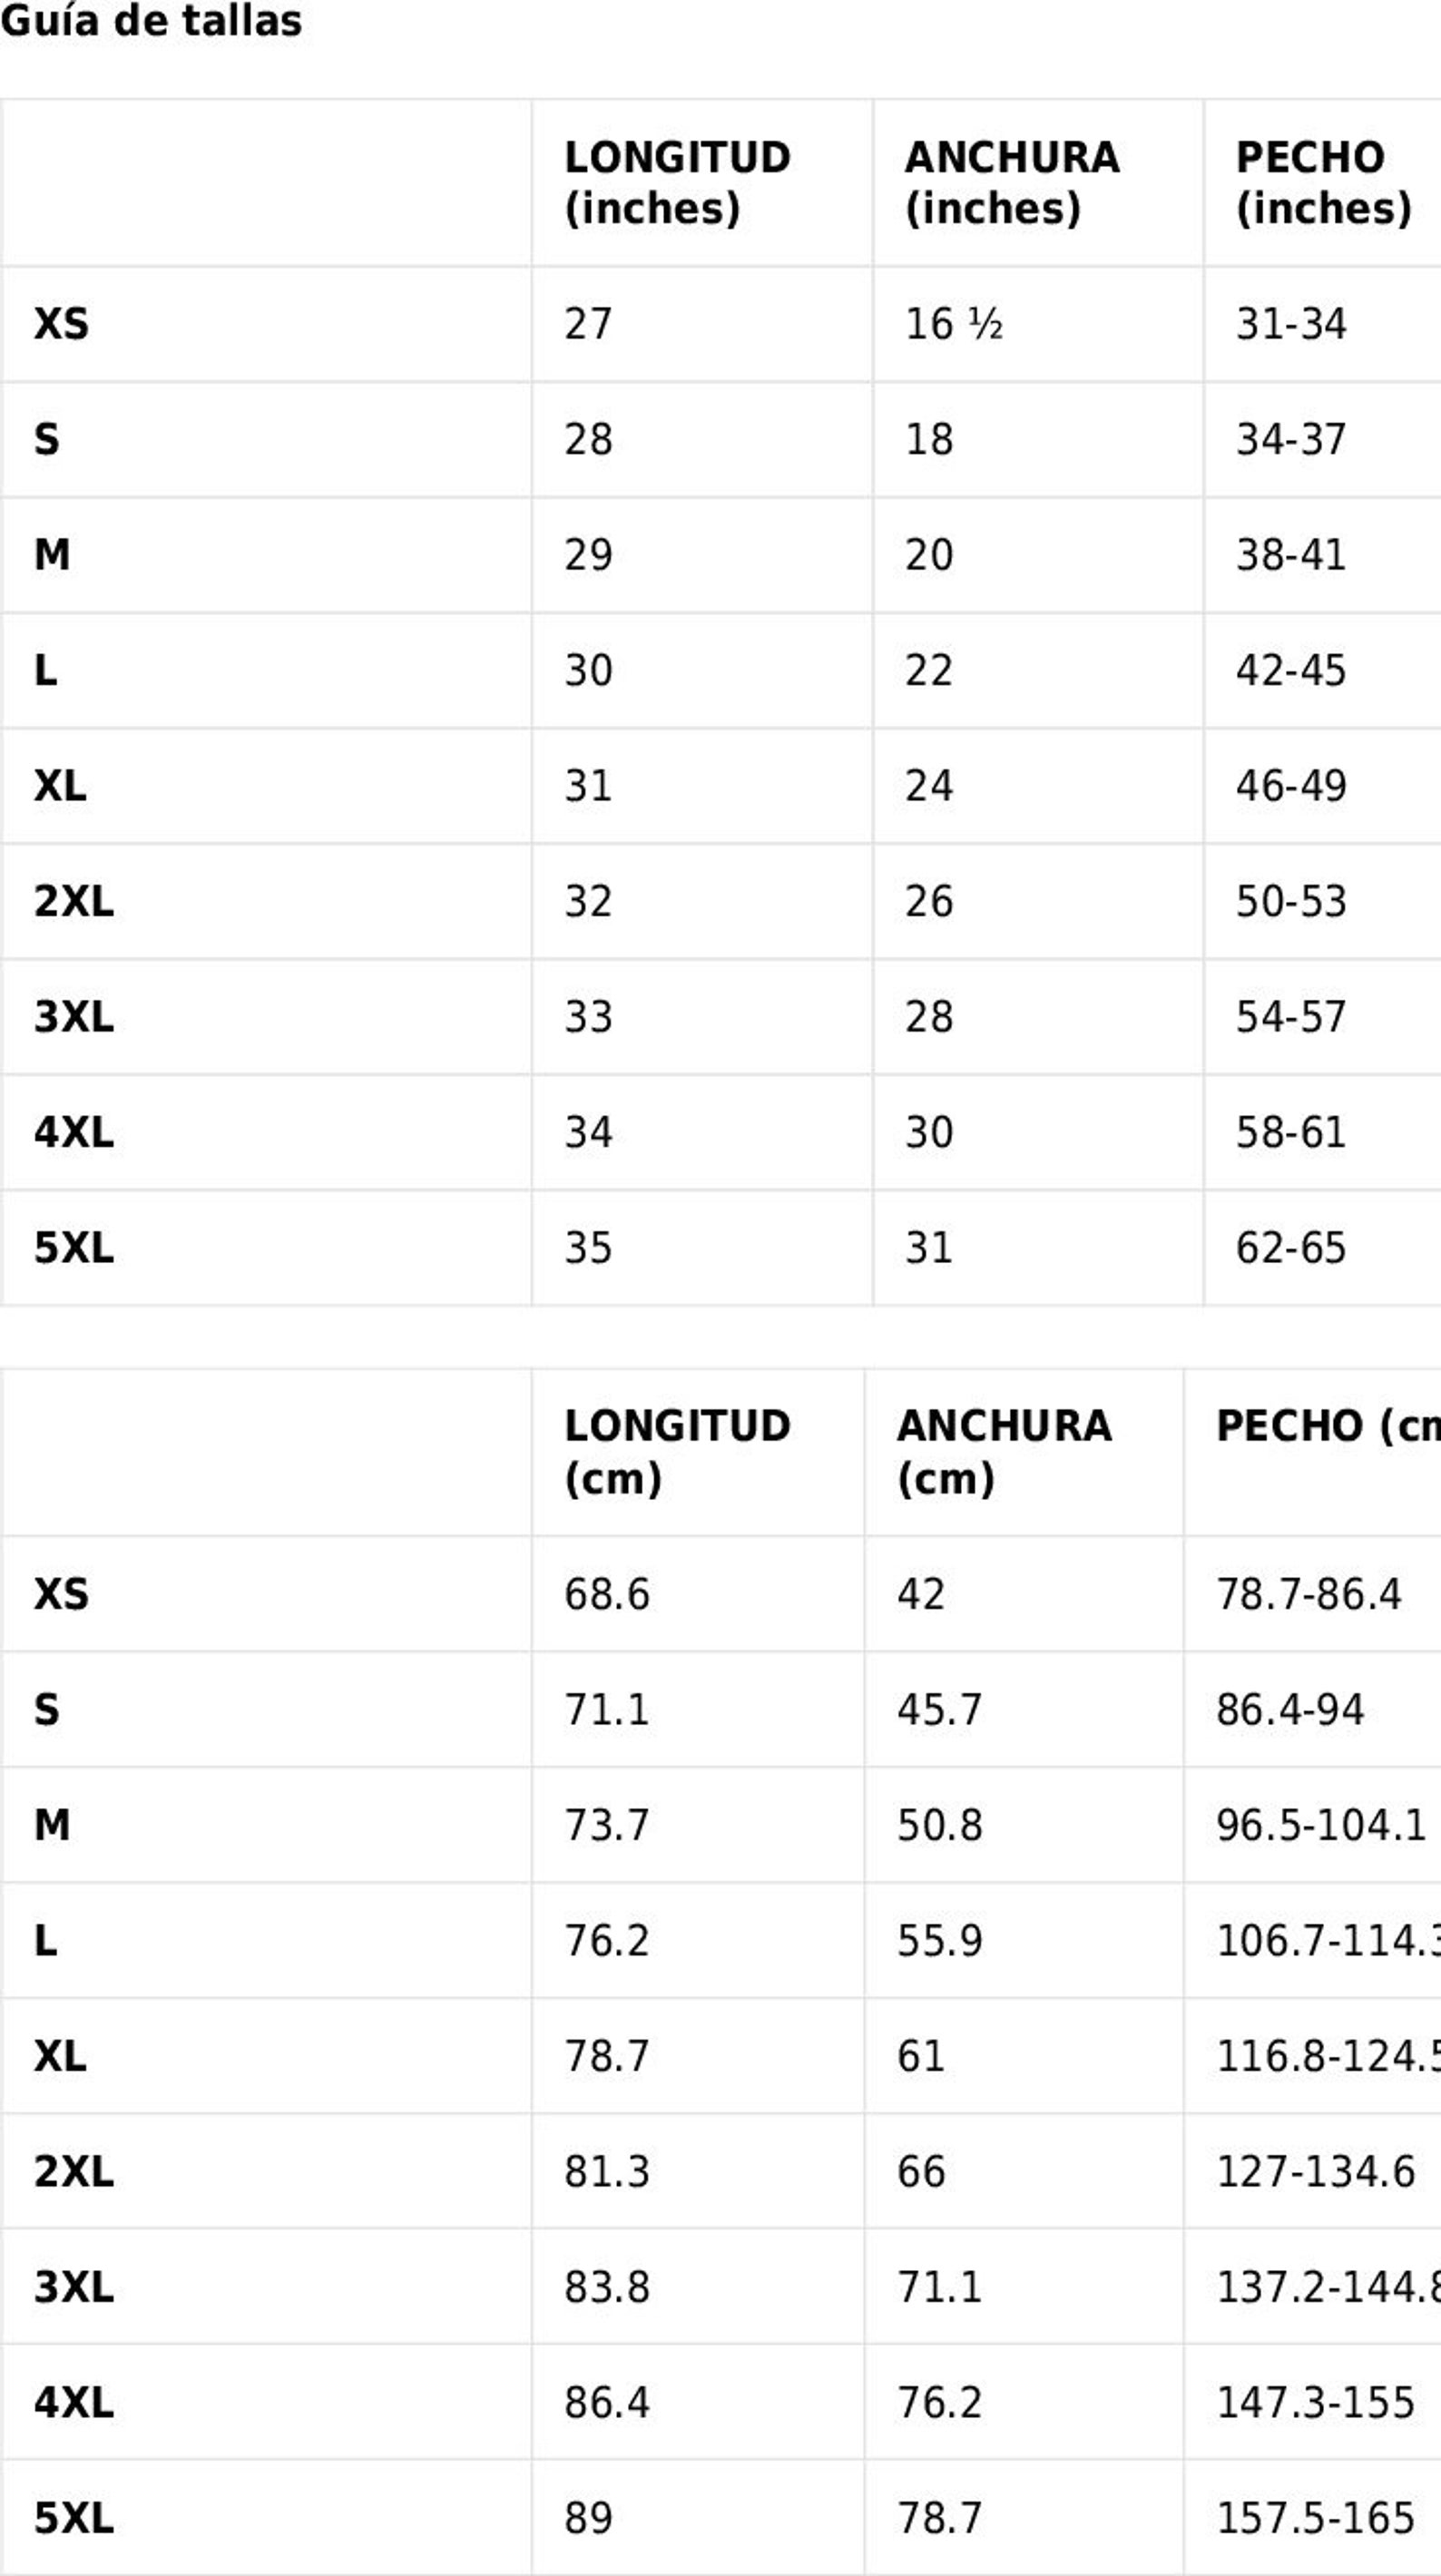 Guía de tallas
LONGITUD (inches) ANCHURA (inches) PECHO (inches)
XS 27 16 ½ 31-34
S 28 18 34-37
M 29 20 38-41
L 30 22 42-45
XL 31 24 46-49
2XL 32 26 50-53
3XL 33 28 54-57
4XL 34 30 58-61
5XL 35 31 62-65
LONGITUD (cm) ANCHURA (cm) PECHO (cm
XS 68.6 42 78.7-86.4
S 71.1 45.7 86.4-94
M 73.7 50.8 96.5-104.1
L 76.2 55.9 106.7-114.3
XL 78.7 61 116.8-124.5
2XL 81.3 66 127-134.6
3XL 83.8 71.1 137.2-144.8
4XL 86.4 76.2 147.3-155
5XL 89 78.7 157.5-165